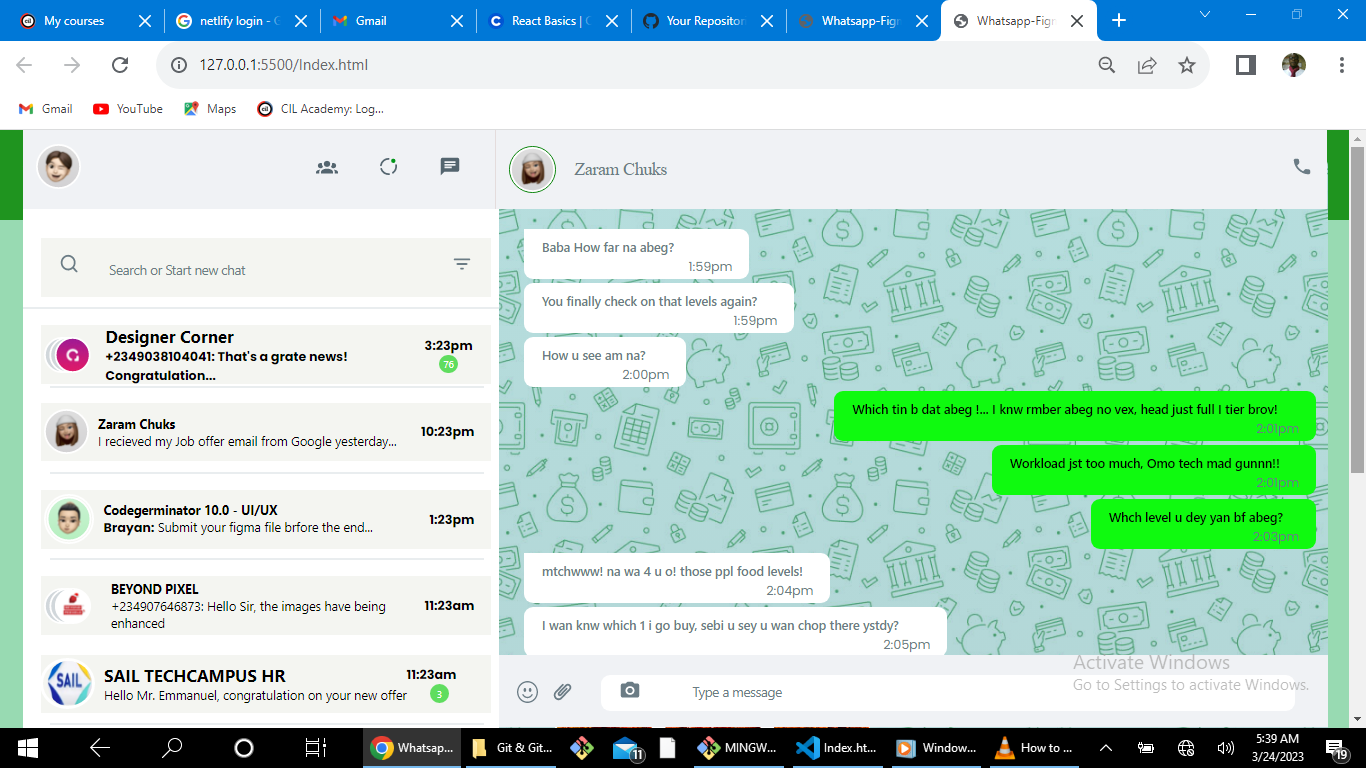 My courses
netlify login - G
Gmail
React Basics | C
Your Repositor
Whatsapp-Figm
Whatsapp-Figm
127.0.0.1:5500/Index.html
Gmail
YouTube
Maps
CIL Academy: Log...
Zaram Chuks
Search or Start new chat
Designer Corner
3:23pm
+2349038104041: That's a grate news!
76
Congratulation...
Zaram Chuks
10:23pm
I recieved my Job offer email from Google yesterday...
Codegerminator 10.0 - UI/UX
1:23pm
Brayan: Submit your figma file brfore the end...
BEYOND PIXEL
11:23am
+234907646873: Hello Sir, the images have being
enhanced
SAIL
SAIL TECHCAMPUS HR
11:23am
Hello Mr. Emmanuel, congratulation on your new offer
3
Baba How far na abeg?
1:59pm
You finally check on that levels again?
1:59pm
How u see am na?
2:00pm
Which tin b dat abeg !... I knw rmber abeg no vex, head just full I tier brov!
2:01pm
Workload jst too much, Omo tech mad gunnn!!
2:01pm
Whch level u dey yan bf abeg?
2:03pm
mtchwww! na wa 4 u o! those ppl food levels!
2:04pm
I wan knw which 1 i go buy, sebi u sey u wan chop there ystdy?
2:05pm
Type a message
Activate Windows
Go to Settings to activate Windows.
Whatsap...
Git & Git...
11
MINGW...
Index.ht...
Window...
How to ...
5:39 AM
3/24/2023
19